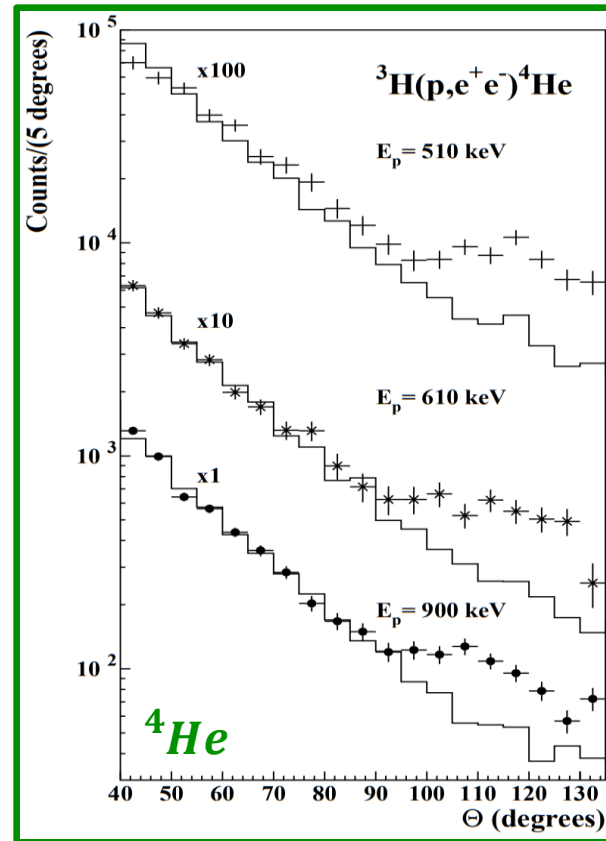 Counts/(5 degrees)
10⁵
10⁴
10³
10²
x100
³H(p,e⁺e⁻)⁴He
Eₚ= 510 keV
x10
Eₚ= 610 keV
x1
Eₚ= 900 keV
⁴He
40 50 60 70 80 90 100 110 120 130
Θ (degrees)